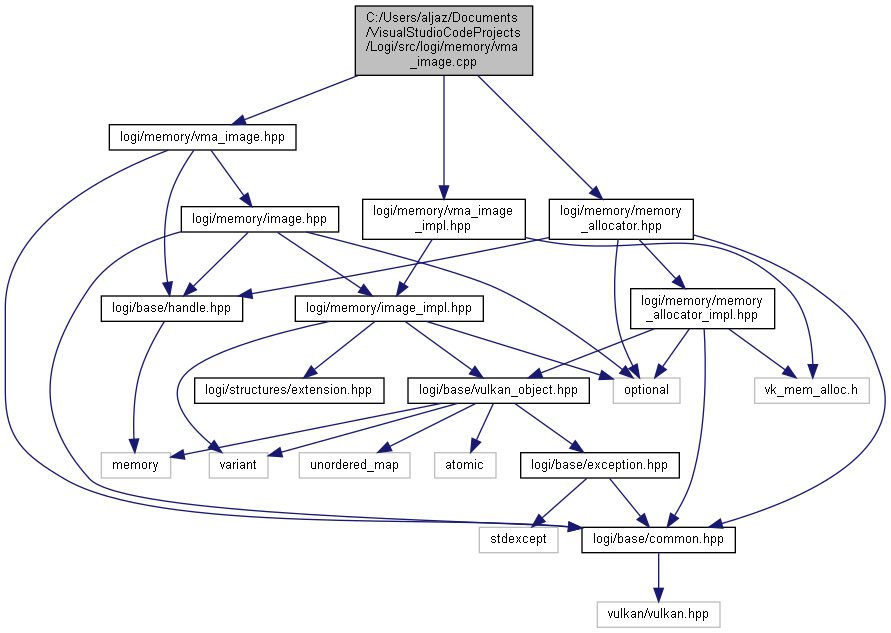 C:/Users/aljaz/Documents
/VisualStudioCodeProjects
/Logi/src/logi/memory/vma
_image.cpp
logi/memory/vma_image.hpp
logi/memory/image.hpp
logi/memory/vma_image
_impl.hpp
logi/memory/memory
_allocator.hpp
logi/base/handle.hpp
logi/memory/image_impl.hpp
logi/memory/memory
_allocator_impl.hpp
logi/structures/extension.hpp
logi/base/vulkan_object.hpp
optional
vk_mem_alloc.h
memory
variant
unordered_map
atomic
logi/base/exception.hpp
stdexcept
logi/base/common.hpp
vulkan/vulkan.hpp